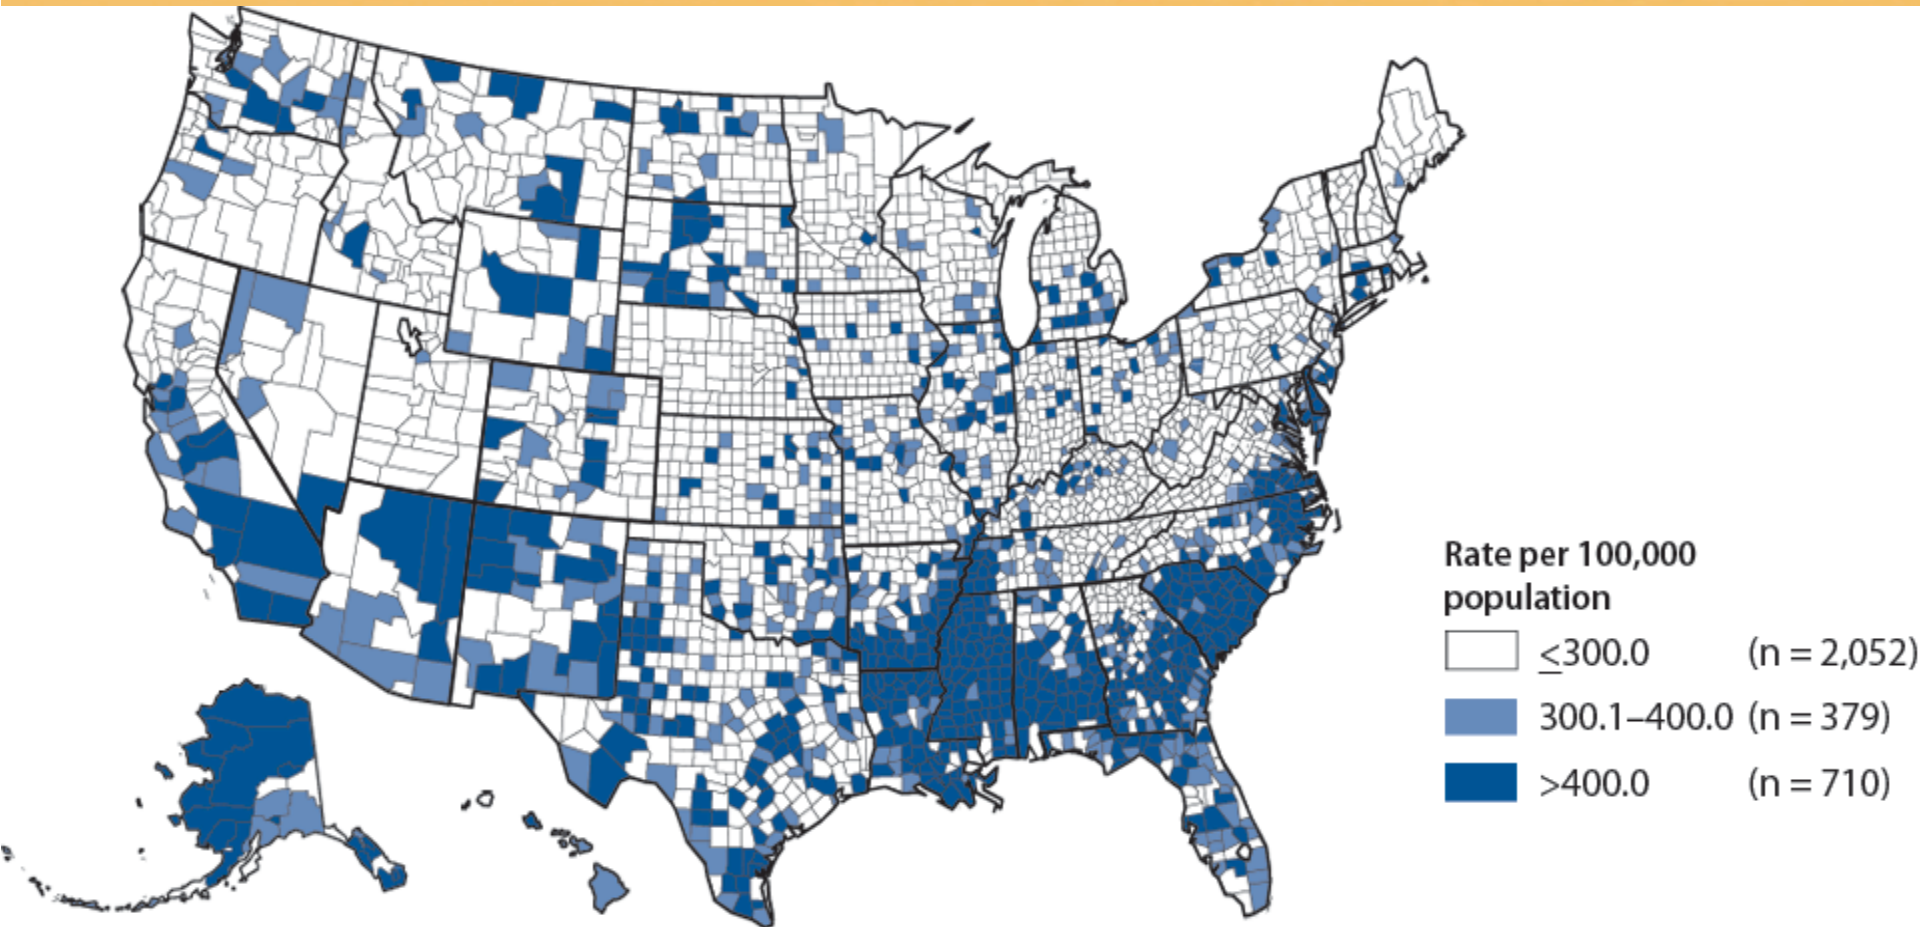 Rate per 100,000
population
≤300.0 (n = 2,052)
300.1–400.0 (n = 379)
>400.0 (n = 710)